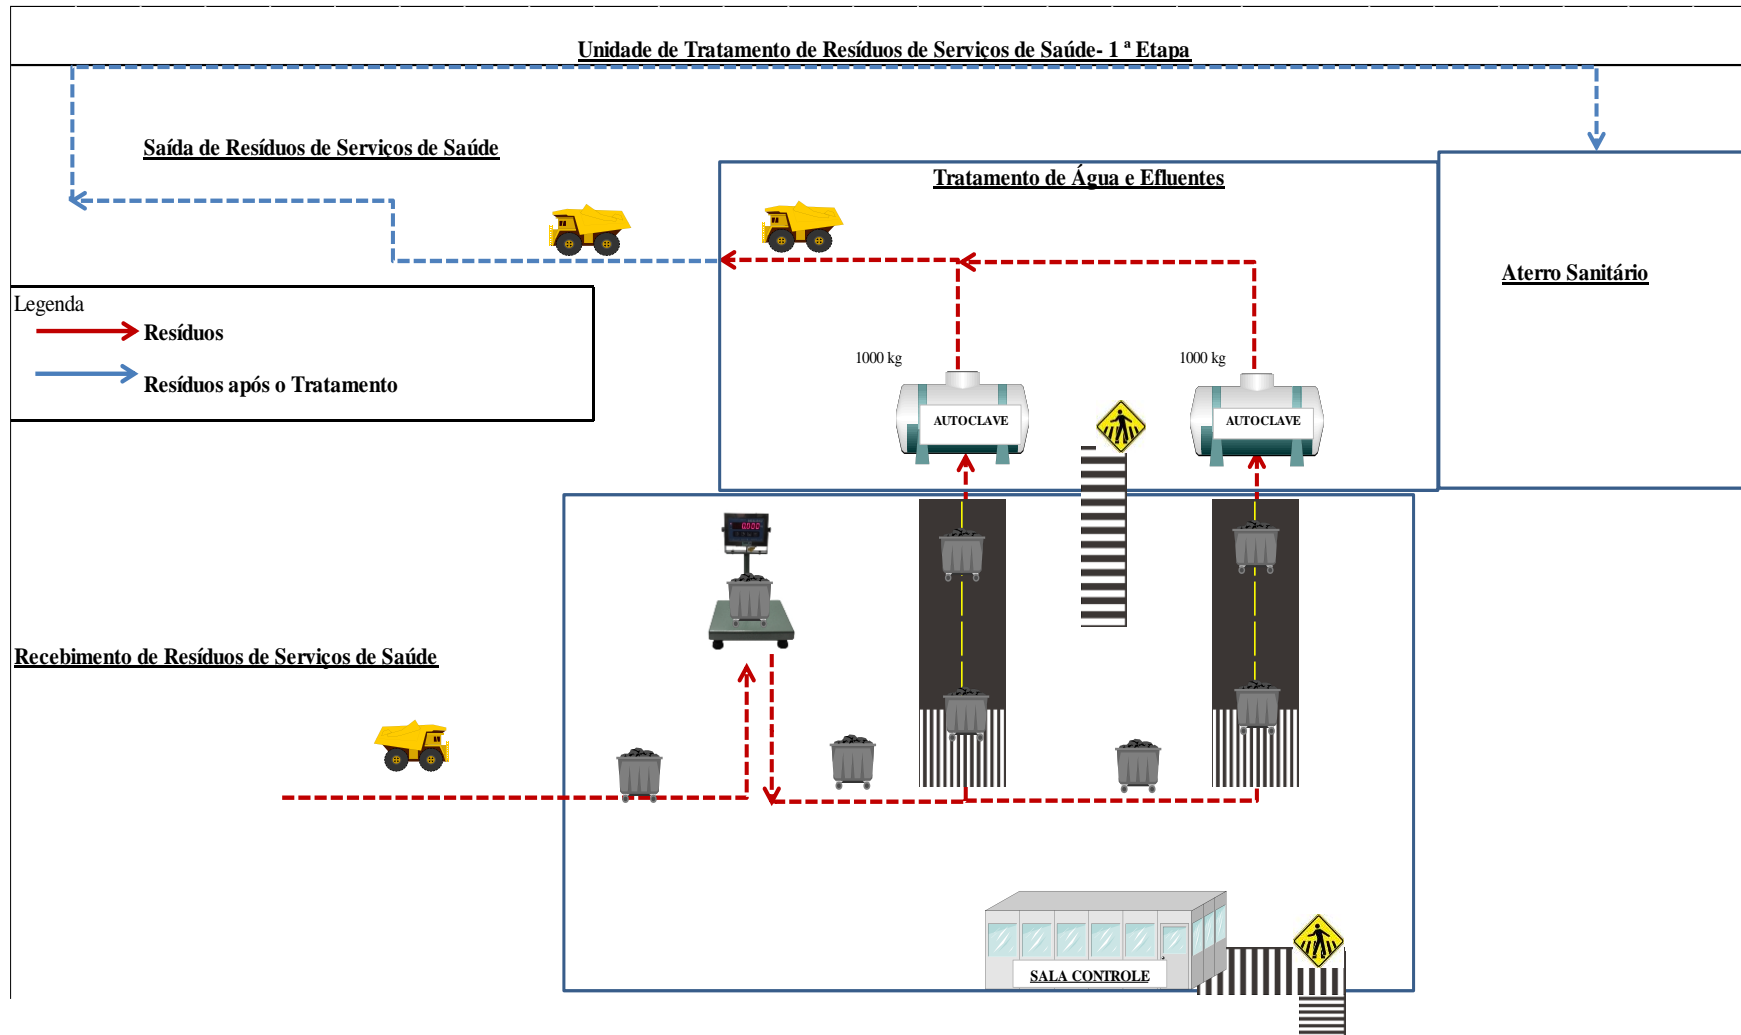 Unidade de Tratamento de Resíduos de Serviços de Saúde- 1 ª Etapa
Saída de Resíduos de Serviços de Saúde
Tratamento de Água e Efluentes
Aterro Sanitário
Legenda
Resíduos
Resíduos após o Tratamento
1000 kg
1000 kg
AUTOCLAVE
AUTOCLAVE
Recebimento de Resíduos de Serviços de Saúde
SALA CONTROLE